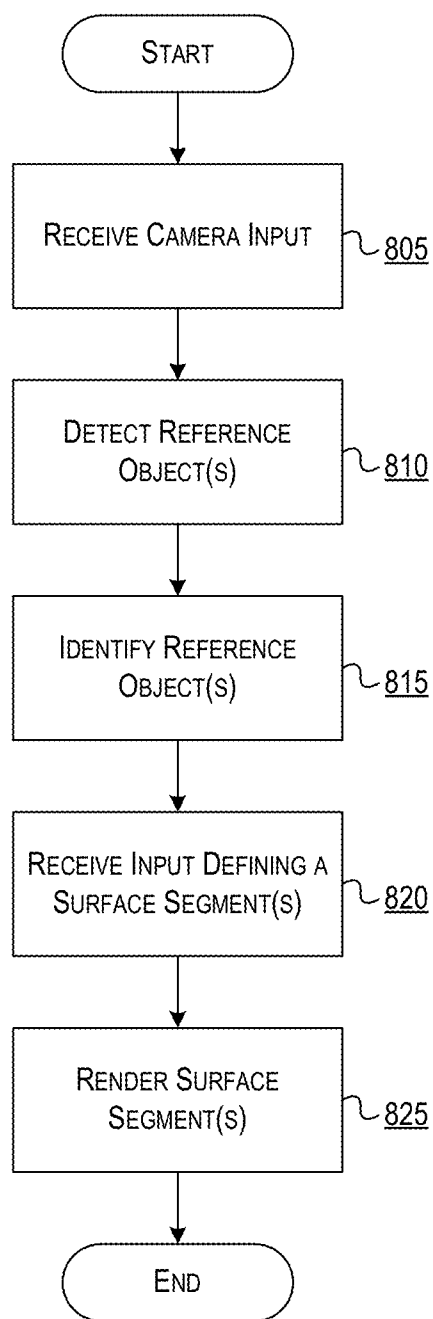 START
RECEIVE CAMERA INPUT
805
DETECT REFERENCE
OBJECT(S)
810
IDENTIFY REFERENCE
OBJECT(S)
815
RECEIVE INPUT DEFINING A
SURFACE SEGMENT(S)
820
RENDER SURFACE
SEGMENT(S)
825
END